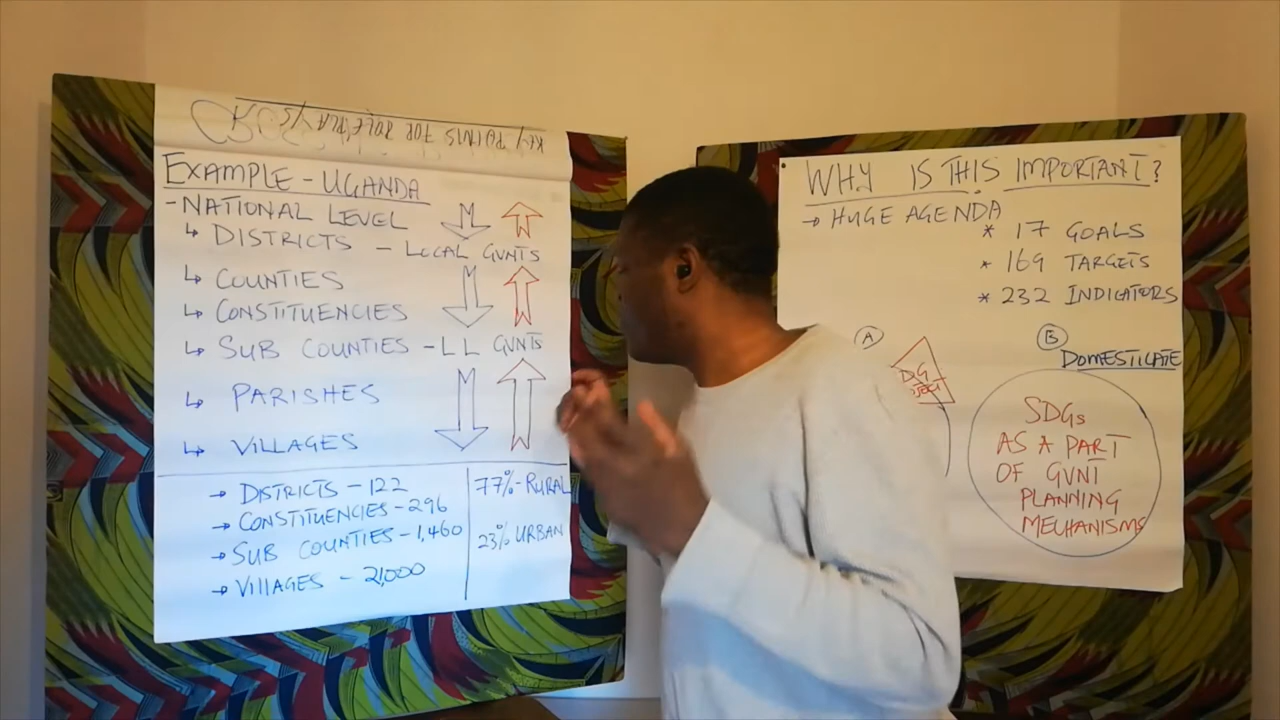 KEY POINTS FOR ROLE PLAYS
EXAMPLE - UGANDA
- NATIONAL LEVEL
↳ DISTRICTS - LOCAL GVNTS
↳ COUNTIES
↳ CONSTITUENCIES
↳ SUB COUNTIES - LL GVNTS
↳ PARISHES
↳ VILLAGES
→ DISTRICTS - 122
→ CONSTITUENCIES - 296
→ SUB COUNTIES - 1,460
→ VILLAGES - 21,000
77% - RURAL
23% URBAN
WHY IS THIS IMPORTANT?
→ HUGE AGENDA
* 17 GOALS
* 169 TARGETS
* 232 INDICATORS
A
B
DOMESTICATE
SDGs
AS A PART
OF GVNT
PLANNING
MECHANISMS